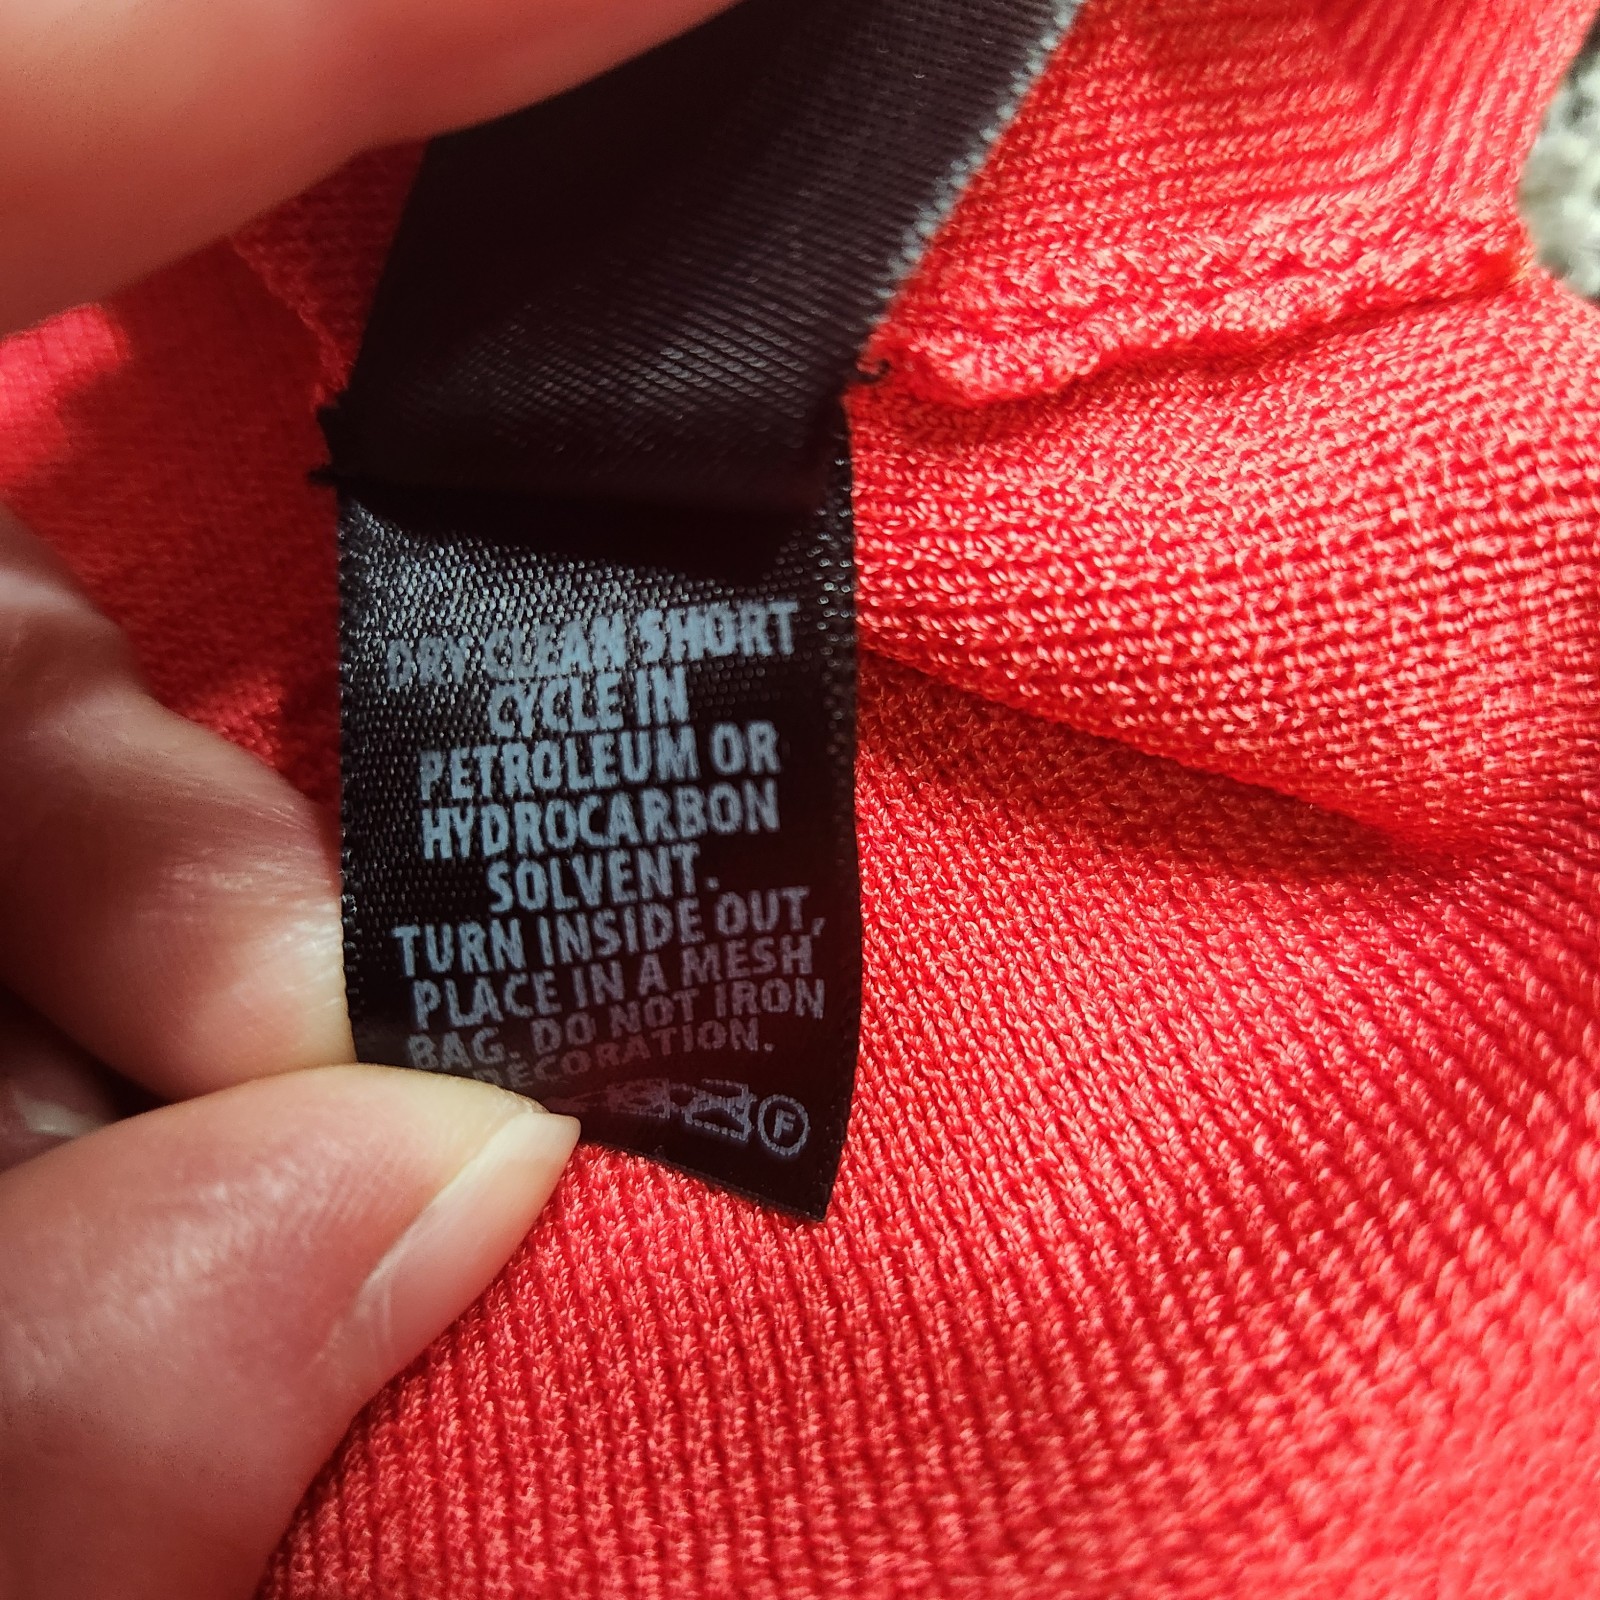 DRY CLEAN SHORT
CYCLE IN
PETROLEUM OR
HYDROCARBON
SOLVENT.
TURN INSIDE OUT,
PLACE IN A MESH
BAG. DO NOT IRON
DECORATION.
F